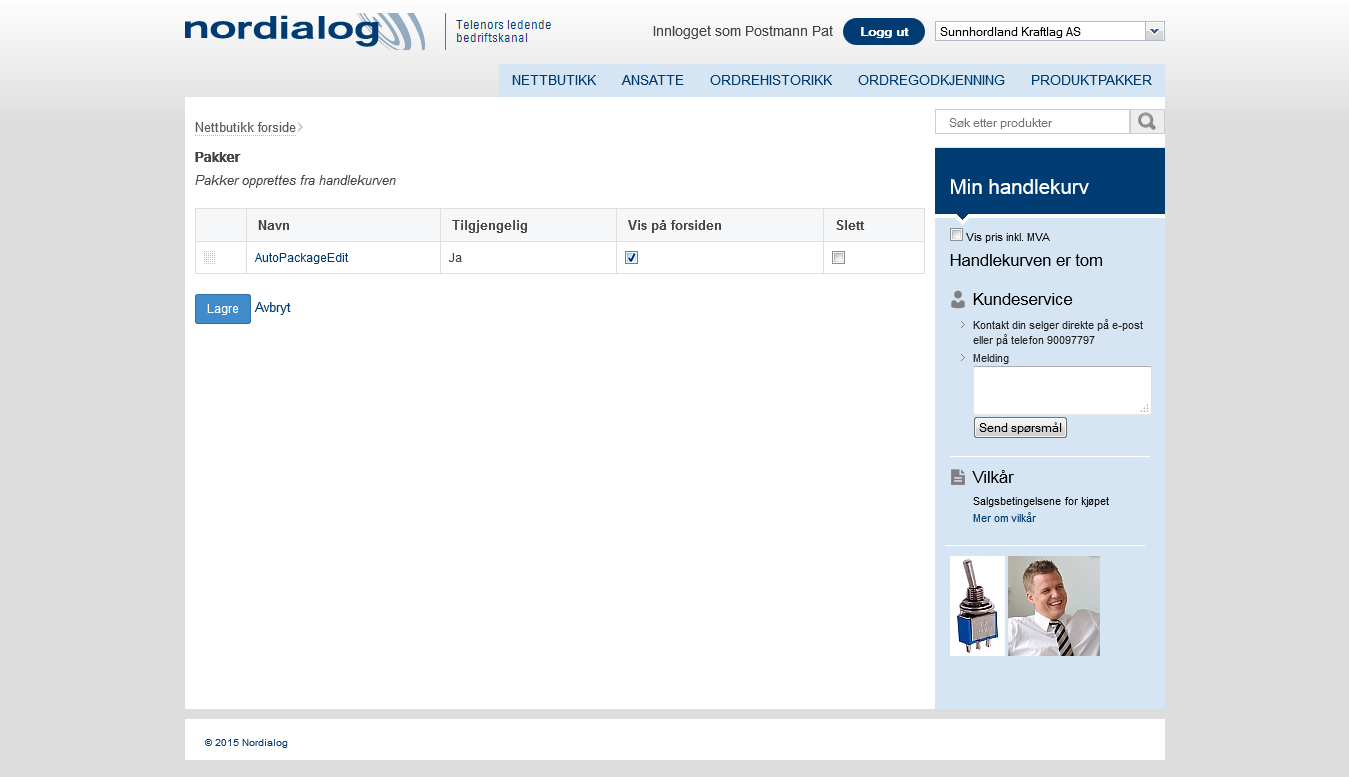 nordialog
Telenors ledende
bedriftskanal
Innlogget som Postmann Pat
Logg ut
Sunnhordland Kraftlag AS
NETTBUTIKK ANSATTE ORDREHISTORIKK ORDREGODKJENNING PRODUKTPAKKER
Nettbutikk forside
Pakker
Pakker opprettes fra handlekurven
Navn Tilgjengelig Vis på forsiden Slett
AutoPackageEdit Ja
Lagre Avbryt
Søk etter produkter
Min handlekurv
Vis pris inkl. MVA
Handlekurven er tom
Kundeservice
Kontakt din selger direkte på e-post
eller på telefon 90097797
Melding
Send spørsmål
Vilkår
Salgsbetingelsene for kjøpet
Mer om vilkår
© 2015 Nordialog